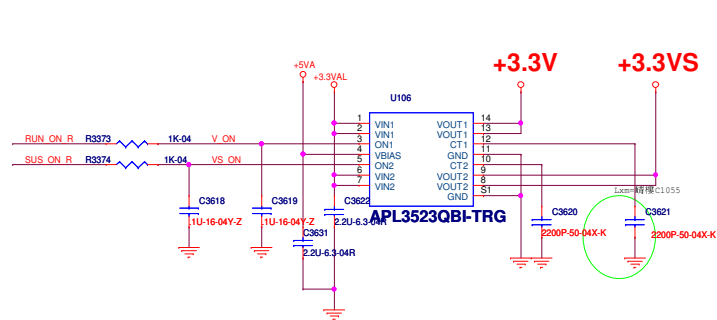 +3.3V
+3.3VS
+5VA
+3.3VAL
U106
1
2
3
4
5
6
7
VIN1
VIN1
ON1
VBIAS
ON2
VIN2
VIN2
VOUT1
VOUT1
CT1
GND
CT2
VOUT2
VOUT2
GND
14
13
12
11
10
9
8
S1
APL3523QBI-TRG
RUN_ON_R
R3373
1K-04
V_ON
SUS_ON_R
R3374
1K-04
VS_ON
C3618
.1U-16-04Y-Z
C3619
.1U-16-04Y-Z
C3622
2.2U-6.3-04R
C3631
2.2U-6.3-04R
C3620
2200P-50-04X-K
C3621
2200P-50-04X-K
C1055